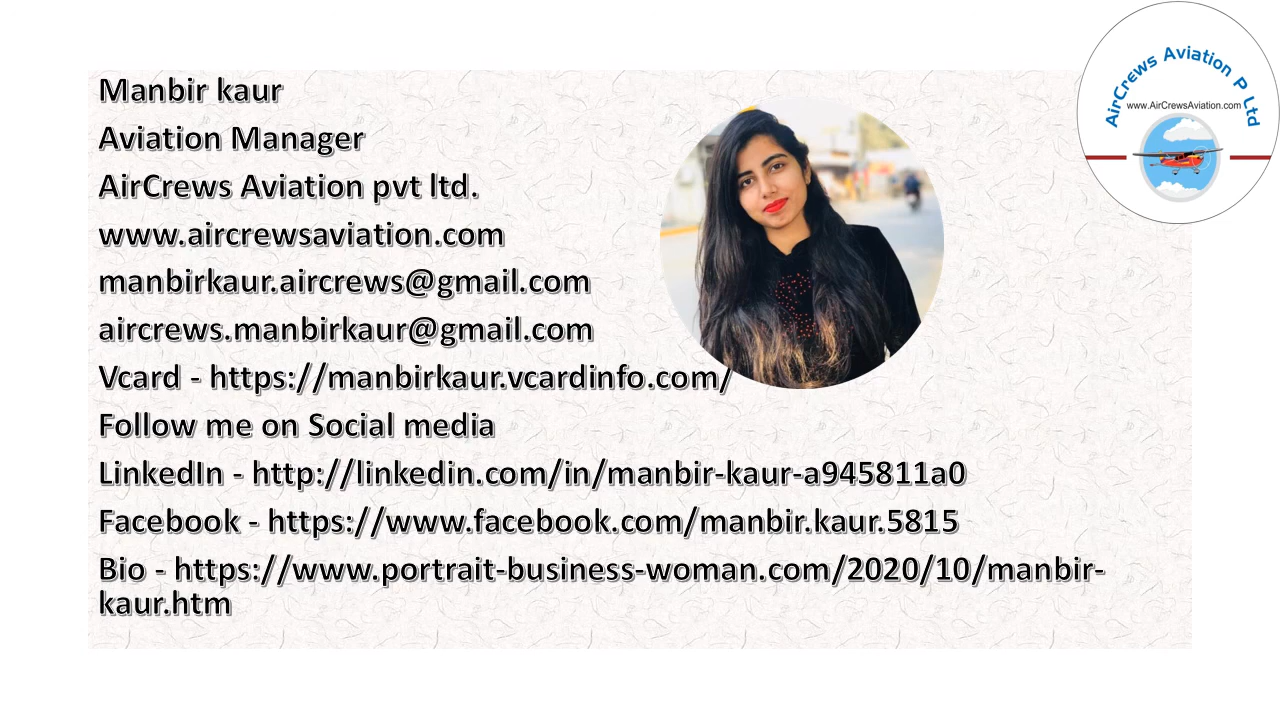 Manbir kaur
Aviation Manager
AirCrews Aviation pvt ltd.
www.aircrewsaviation.com
manbirkaur.aircrews@gmail.com
aircrews.manbirkaur@gmail.com
Vcard - https://manbirkaur.vcardinfo.com/
Follow me on Social media
LinkedIn - http://linkedin.com/in/manbir-kaur-a945811a0
Facebook - https://www.facebook.com/manbir.kaur.5815
Bio - https://www.portrait-business-woman.com/2020/10/manbir-
kaur.htm
AirCrews Aviation P Ltd
www.AirCrewsAviation.com